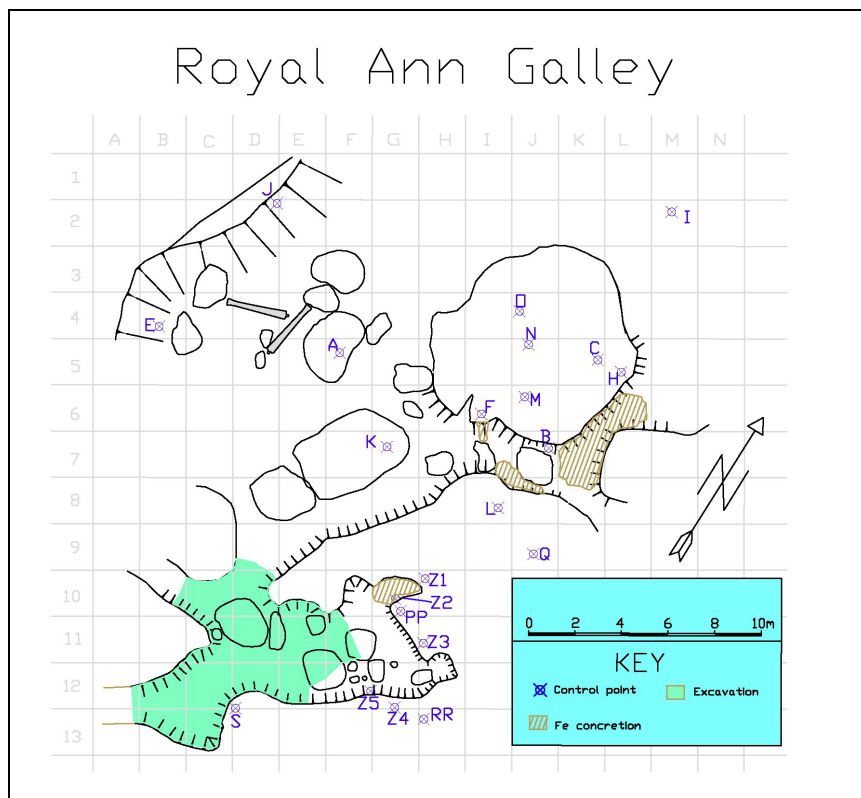 Royal Ann Galley
A B C D E F G H I J K L M N
1
J
2
I
3
D
4
E
N
A
C
5
H
M
F
6
B
K
7
L
8
Q
9
Z1
10
Z2
PP
11
Z3
12
Z5
S
Z4
RR
13
N
0 2 4 6 8 10m
KEY
Control point
Excavation
Fe concretion